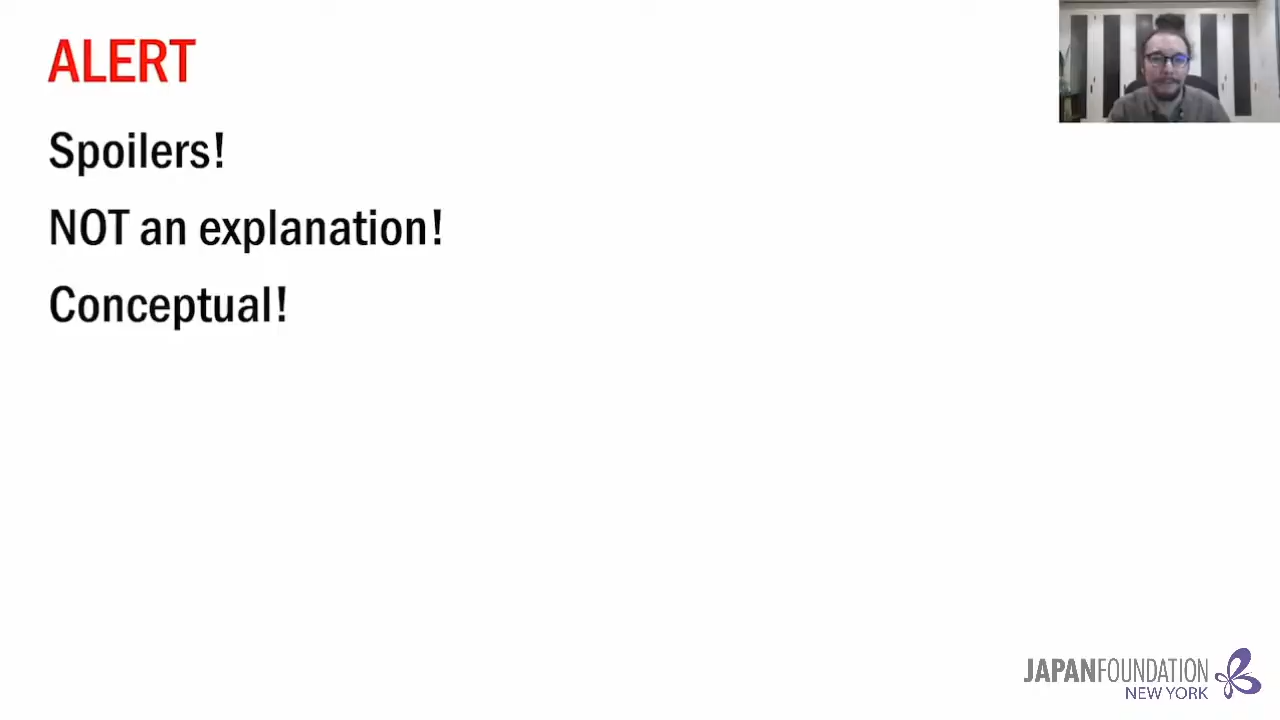 ALERT
Spoilers!
NOT an explanation!
Conceptual!
JAPANFOUNDATION
NEW YORK